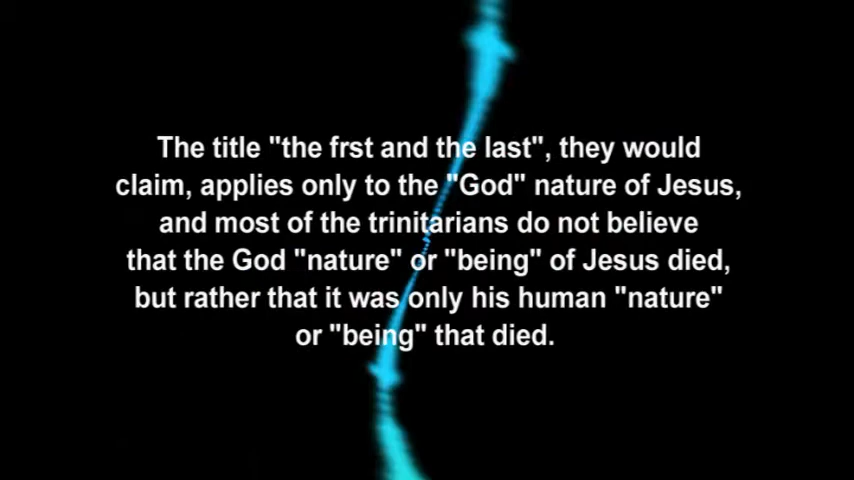 The title "the frst and the last", they would
claim, applies only to the "God" nature of Jesus,
and most of the trinitarians do not believe
that the God "nature" or "being" of Jesus died,
but rather that it was only his human "nature"
or "being" that died.